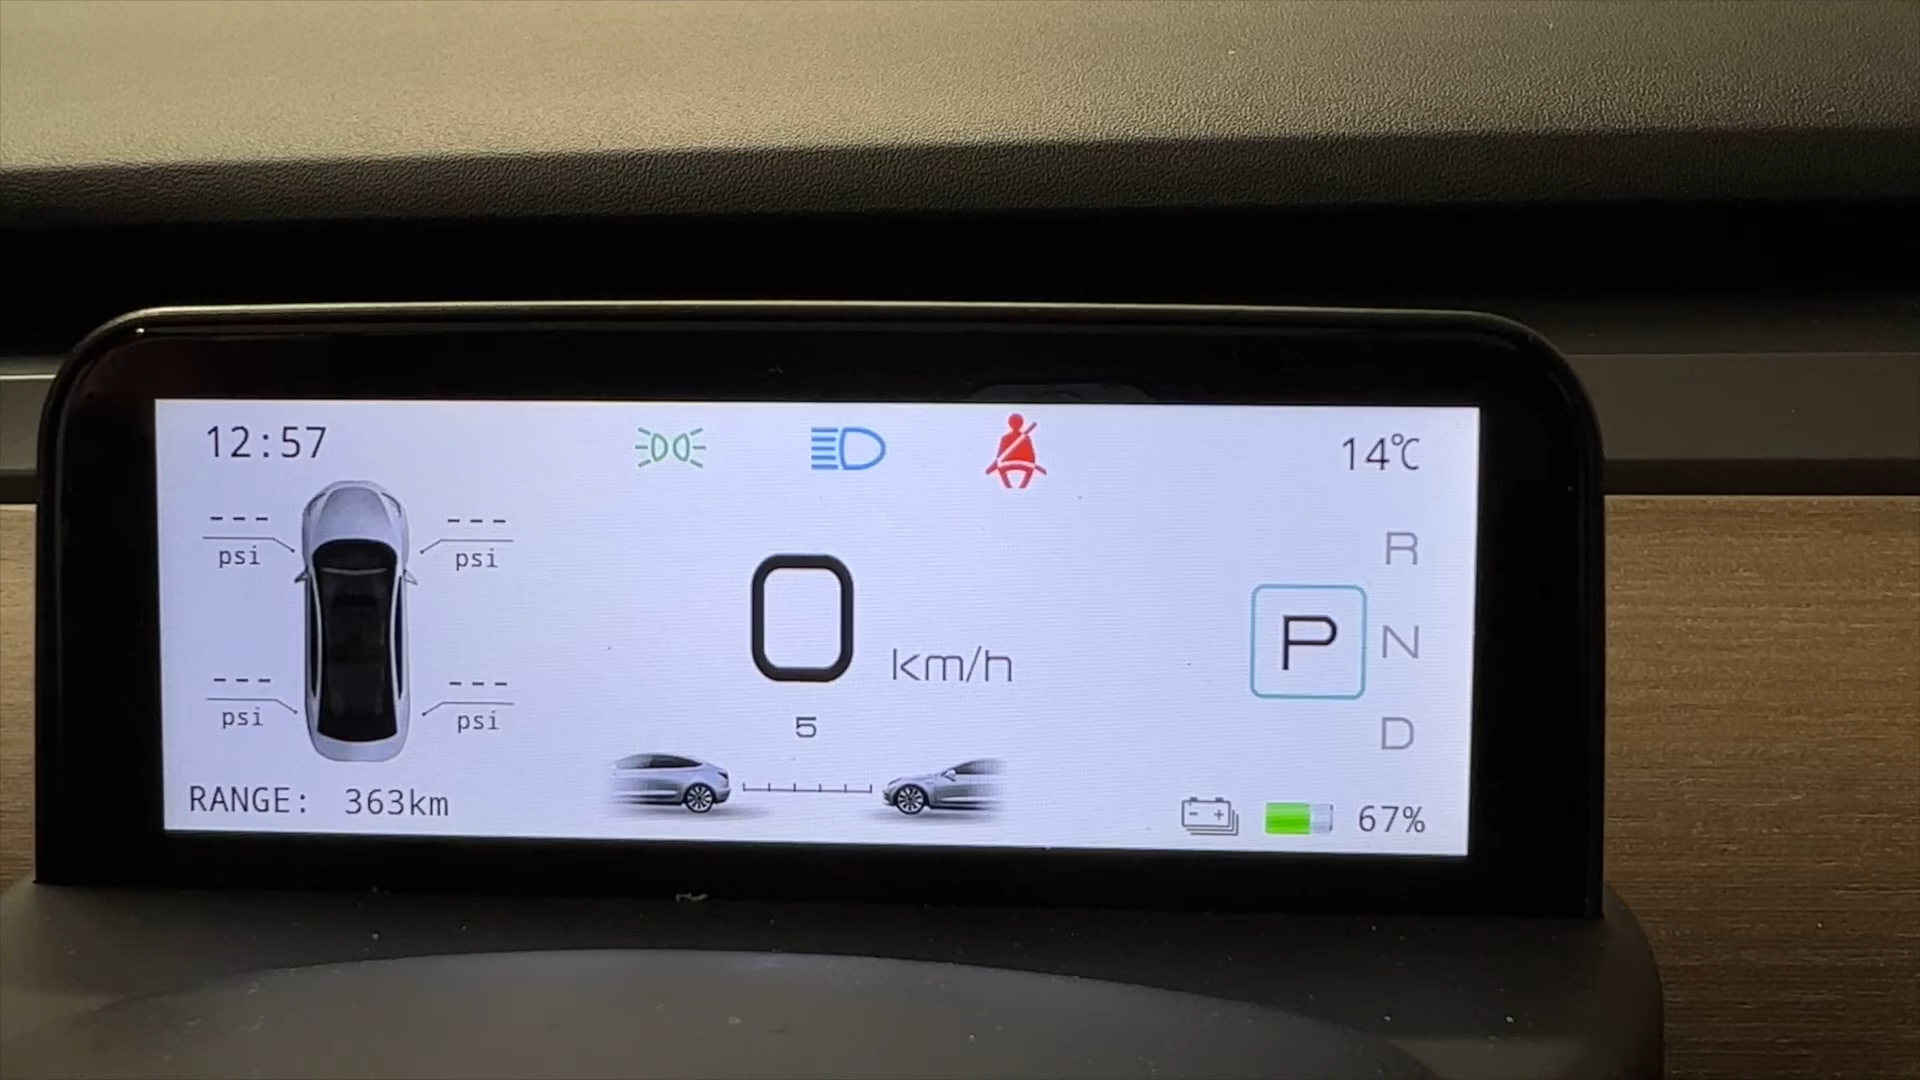 12:57
14℃
--- psi
--- psi
--- psi
--- psi
0 km/h
5
R
P N
D
RANGE: 363km
67%